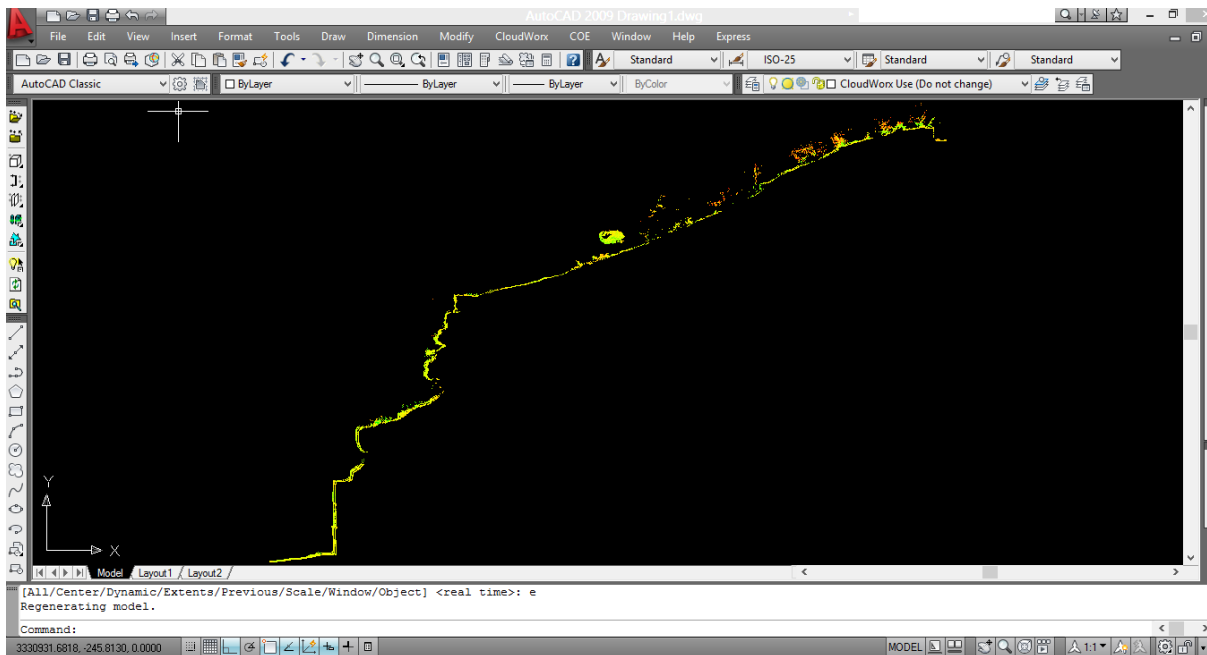 AutoCAD 2009 Drawing1.dwg
File Edit View Insert Format Tools Draw Dimension Modify CloudWorx COE Window Help Express
Standard ISO-25 Standard Standard
AutoCAD Classic ByLayer ByLayer ByLayer ByColor CloudWorx Use (Do not change)
Y
X
Model Layout1 Layout2
[All/Center/Dynamic/Extents/Previous/Scale/Window/Object] <real time>: e
Regenerating model.
Command:
3330931.6818, -245.8130, 0.0000 MODEL 1:1